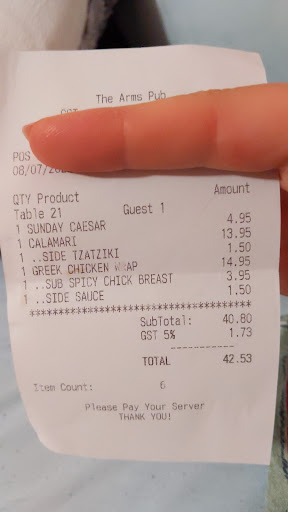 The Arms Pub
GST
POS
08/07/20
QTY Product Amount
Table 21 Guest 1
1 SUNDAY CAESAR 4.95
1 CALAMARI 13.95
1 ..SIDE TZATZIKI 1.50
1 GREEK CHICKEN WRAP 14.95
1 ..SUB SPICY CHICK BREAST 3.95
1 ..SIDE SAUCE 1.50
****************************************
SubTotal: 40.80
GST 5% 1.73
-----------
TOTAL 42.53
Item Count: 6
Please Pay Your Server
THANK YOU!